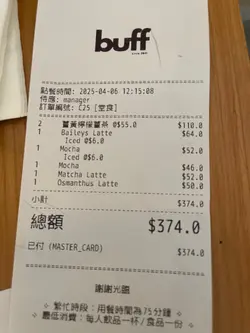 buff
點餐時間: 2025-04-06 12:15:08
侍應: manager
訂單編號: C25 [堂食]
2 薑黃檸檬薑茶 @$55.0 $110.0
1 Baileys Latte $64.0
Iced @$6.0
1 Mocha $52.0
Iced @$6.0
1 Mocha $46.0
1 Matcha Latte $52.0
1 Osmanthus Latte $50.0
小計 $374.0
總額 $374.0
已付 (MASTER_CARD) $374.0
謝謝光臨
繁忙時段：用餐時間為75分鐘
最低消費：每人飲品一杯/食品一份